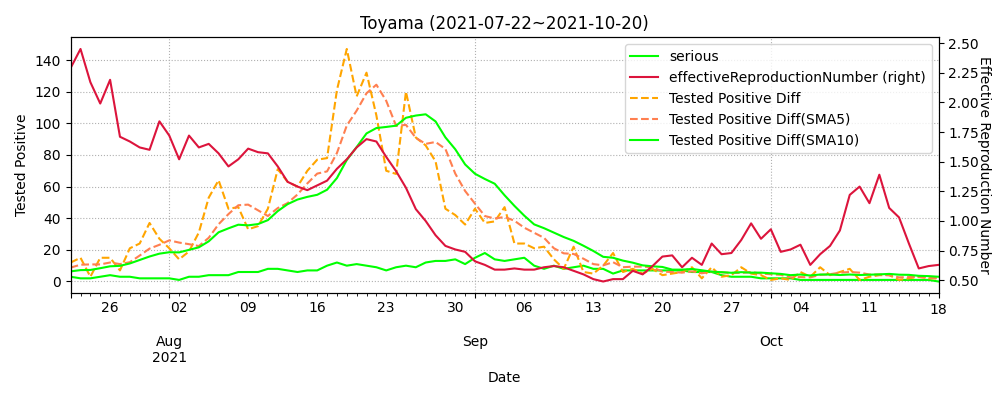 Toyama (2021-07-22~2021-10-20)
Tested Positive
140
120
100
80
60
40
20
0
serious
effectiveReproductionNumber (right)
Tested Positive Diff
Tested Positive Diff(SMA5)
Tested Positive Diff(SMA10)
2.50
2.25
2.00
1.75
1.50
1.25
1.00
0.75
0.50
Effective Reproduction Number
26 02 09 16 23 30 06 13 20 27 04 11 18
Aug Sep Oct
2021
Date